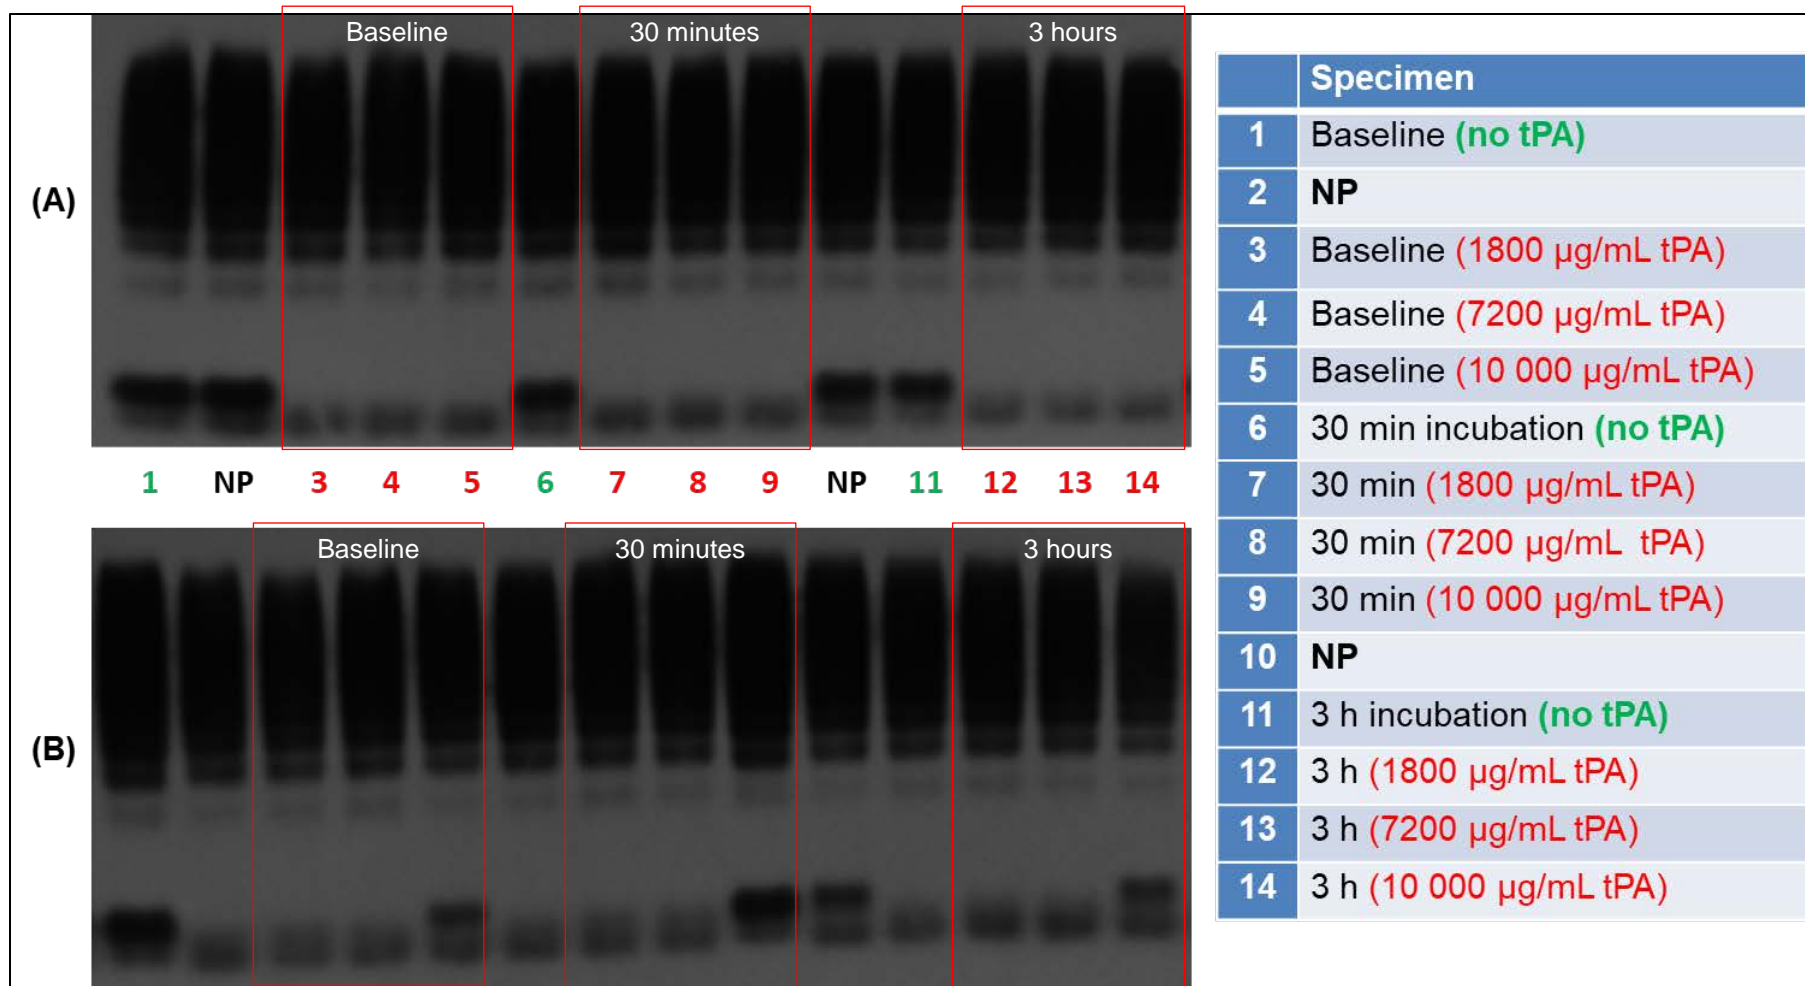 Baseline 30 minutes 3 hours
(A)
1 NP 3 4 5 6 7 8 9 NP 11 12 13 14
Baseline 30 minutes 3 hours
(B)
Specimen
1 Baseline (no tPA)
2 NP
3 Baseline (1800 µg/mL tPA)
4 Baseline (7200 µg/mL tPA)
5 Baseline (10 000 µg/mL tPA)
6 30 min incubation (no tPA)
7 30 min (1800 µg/mL tPA)
8 30 min (7200 µg/mL tPA)
9 30 min (10 000 µg/mL tPA)
10 NP
11 3 h incubation (no tPA)
12 3 h (1800 µg/mL tPA)
13 3 h (7200 µg/mL tPA)
14 3 h (10 000 µg/mL tPA)